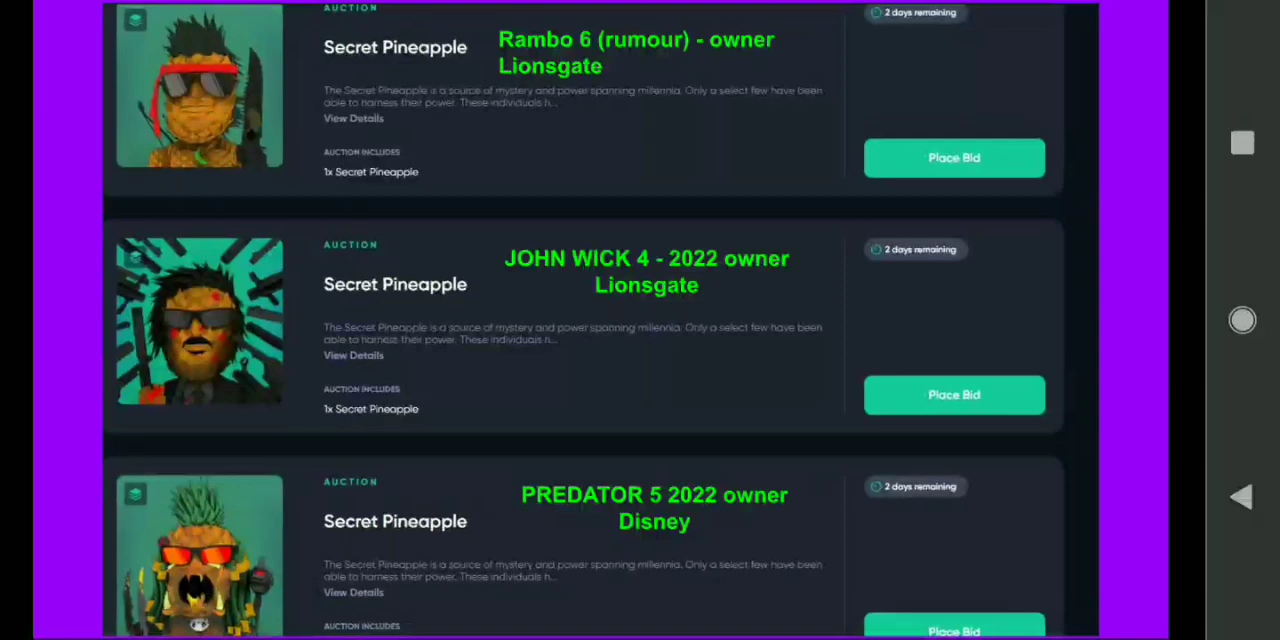 AUCTION
2 days remaining
Secret Pineapple
Rambo 6 (rumour) - owner
Lionsgate
The Secret Pineapple is a source of mystery and power spanning millennia. Only a select few have been
able to harness their power. These individuals h...
View Details
AUCTION INCLUDES
1x Secret Pineapple
Place Bid
AUCTION
2 days remaining
Secret Pineapple
JOHN WICK 4 - 2022 owner
Lionsgate
The Secret Pineapple is a source of mystery and power spanning millennia. Only a select few have been
able to harness their power. These individuals h...
View Details
AUCTION INCLUDES
1x Secret Pineapple
Place Bid
AUCTION
2 days remaining
Secret Pineapple
PREDATOR 5 2022 owner
Disney
The Secret Pineapple is a source of mystery and power spanning millennia. Only a select few have been
able to harness their power. These individuals h...
View Details
AUCTION INCLUDES
Place Bid